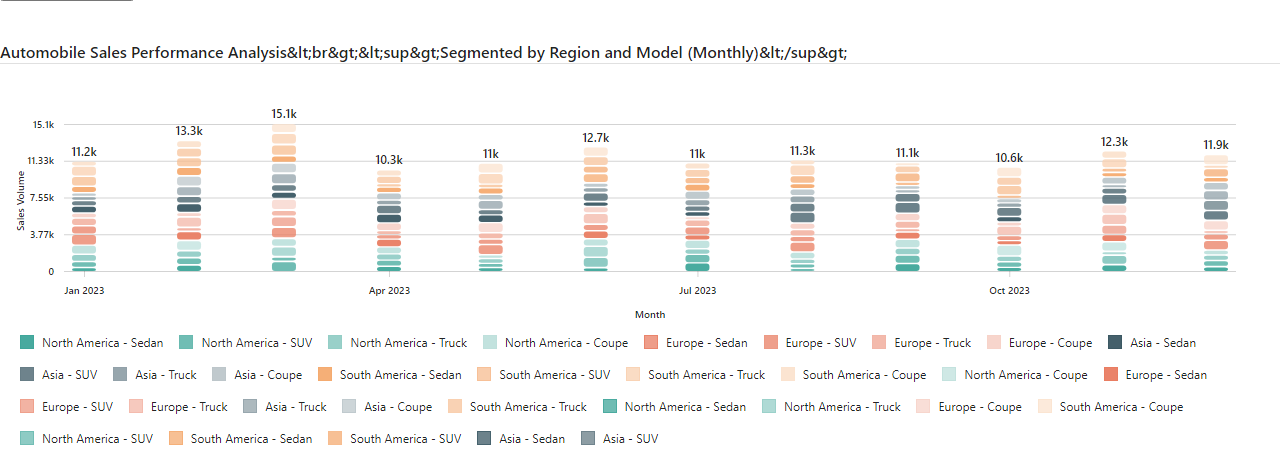 Automobile Sales Performance Analysis&lt;br&gt;&lt;sup&gt;Segmented by Region and Model (Monthly)&lt;/sup&gt;
15.1k
13.3k
12.7k
12.3k
11.9k
11.2k
11k
11k
11.3k
11.1k
10.3k
10.6k
15.1k
11.33k
7.55k
3.77k
0
Sales Volume
Jan 2023
Apr 2023
Jul 2023
Oct 2023
Month
North America - Sedan
North America - SUV
North America - Truck
North America - Coupe
Europe - Sedan
Europe - SUV
Europe - Truck
Europe - Coupe
Asia - Sedan
Asia - SUV
Asia - Truck
Asia - Coupe
South America - Sedan
South America - SUV
South America - Truck
South America - Coupe
North America - Coupe
Europe - Sedan
Europe - SUV
Europe - Truck
Asia - Truck
Asia - Coupe
South America - Truck
North America - Sedan
North America - Truck
Europe - Coupe
South America - Coupe
North America - SUV
South America - Sedan
South America - SUV
Asia - Sedan
Asia - SUV